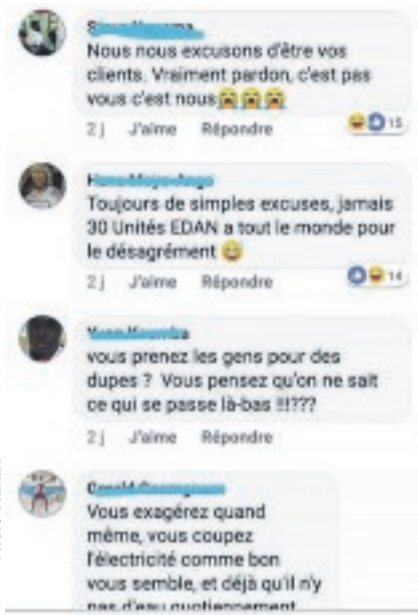 Nous nous excusons d'être vos
clients. Vraiment pardon, c'est pas
vous c'est nous😭😭😭
2 j J'aime Répondre 15
Toujours de simples excuses, jamais
30 Unités EDAN a tout le monde pour
le désagrément 😅
2 j J'aime Répondre 14
vous prenez les gens pour des
dupes ? Vous pensez qu'on ne sait
ce qui se passe là-bas !!!???
2 j J'aime Répondre
Vous exagérez quand
même, vous coupez
l'électricité comme bon
vous semble, et déjà qu'il n'y
pas d'eau quotiennement